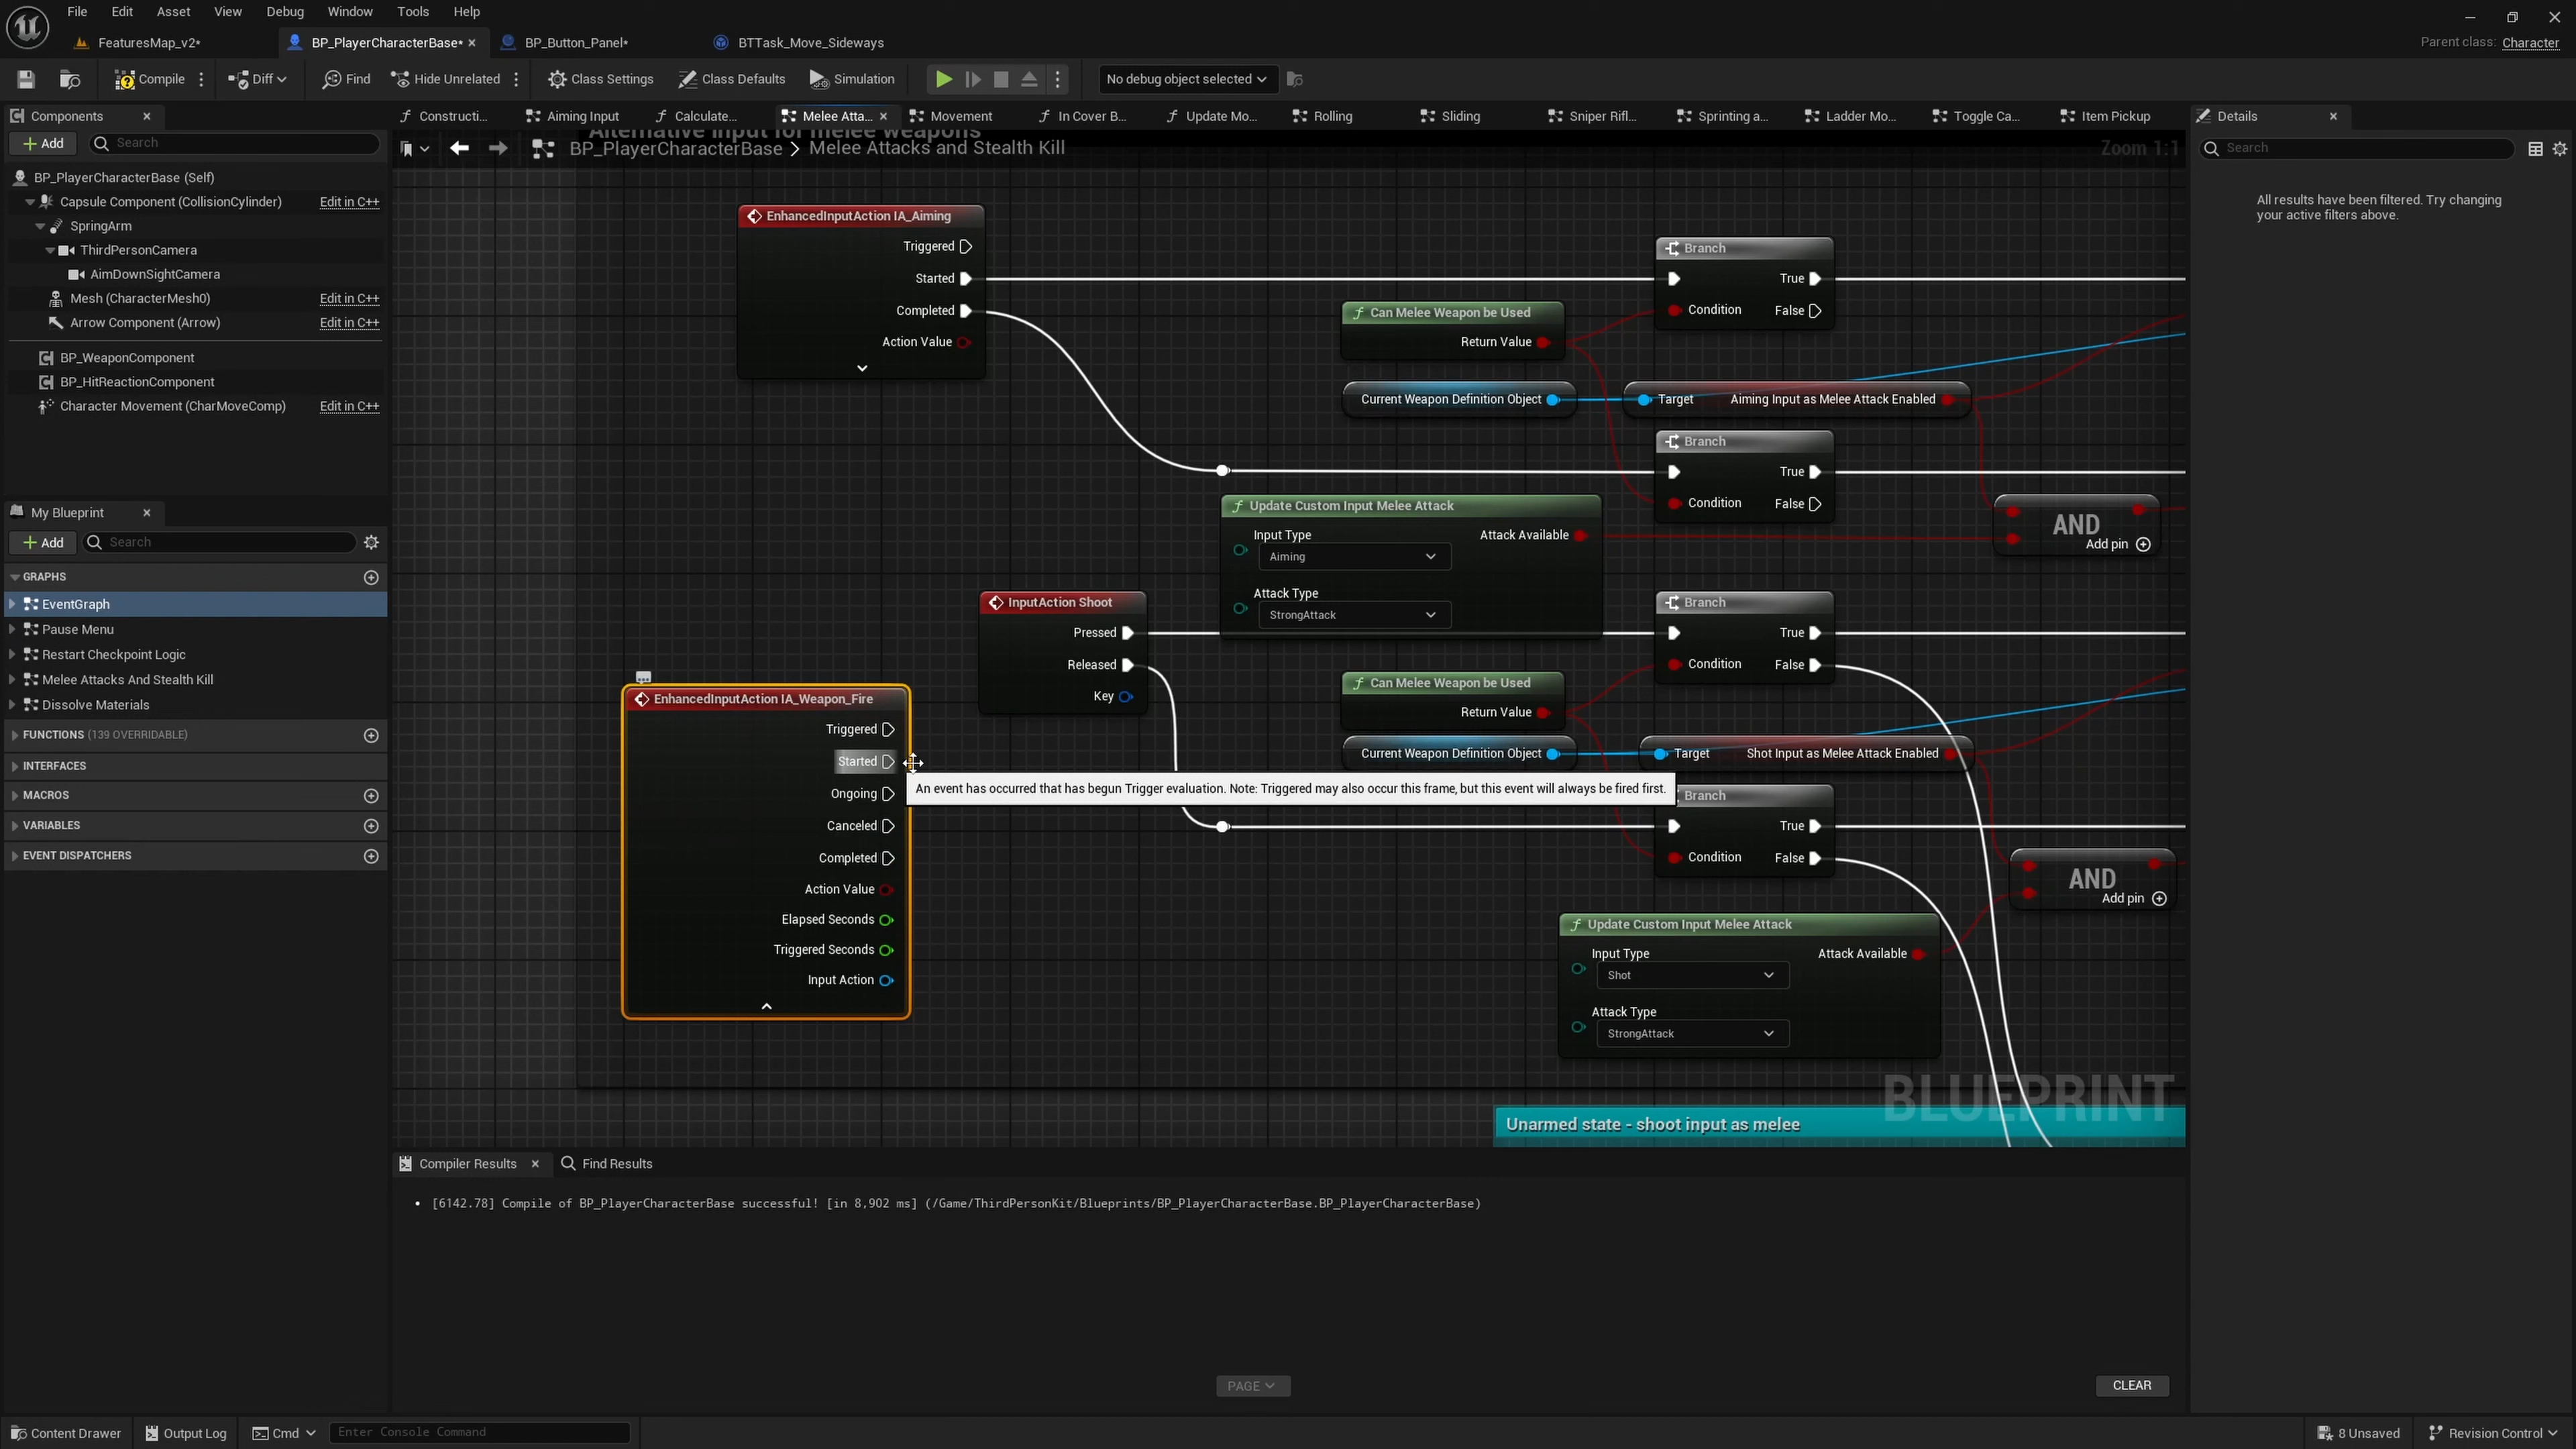 File Edit Asset View Debug Window Tools Help
FeaturesMap_v2*
BP_PlayerCharacterBase*
BP_Button_Panel*
BTTask_Move_Sideways
Parent class: Character
Compile
Diff
Find
Hide Unrelated
Class Settings
Class Defaults
Simulation
No debug object selected
Components
Add
Search
BP_PlayerCharacterBase (Self)
Capsule Component (CollisionCylinder) Edit in C++
SpringArm
ThirdPersonCamera
AimDownSightCamera
Mesh (CharacterMesh0) Edit in C++
Arrow Component (Arrow) Edit in C++
BP_WeaponComponent
BP_HitReactionComponent
Character Movement (CharMoveComp) Edit in C++
My Blueprint
Add
Search
GRAPHS
EventGraph
Pause Menu
Restart Checkpoint Logic
Melee Attacks And Stealth Kill
Dissolve Materials
FUNCTIONS (139 OVERRIDABLE)
INTERFACES
MACROS
VARIABLES
EVENT DISPATCHERS
Constructi...
Aiming Input
Calculate...
Melee Atta...
Movement
In Cover B...
Update Mo...
Rolling
Sliding
Sniper Rifl...
Sprinting a...
Ladder Mo...
Toggle Ca...
Item Pickup
Alternative input for melee weapons
BP_PlayerCharacterBase > Melee Attacks and Stealth Kill
Zoom 1:1
EnhancedInputAction IA_Aiming
Triggered
Started
Completed
Action Value
Branch
True
Condition
False
Can Melee Weapon be Used
Return Value
Current Weapon Definition Object
Target
Aiming Input as Melee Attack Enabled
Branch
True
Condition
False
Update Custom Input Melee Attack
Input Type
Attack Available
Aiming
Attack Type
StrongAttack
AND
Add pin
InputAction Shoot
Pressed
Released
Key
Branch
True
Condition
False
Can Melee Weapon be Used
Return Value
EnhancedInputAction IA_Weapon_Fire
Triggered
Started
Ongoing
Canceled
Completed
Action Value
Elapsed Seconds
Triggered Seconds
Input Action
Current Weapon Definition Object
Target
Shot Input as Melee Attack Enabled
An event has occurred that has begun Trigger evaluation. Note: Triggered may also occur this frame, but this event will always be fired first.
Branch
True
Condition
False
AND
Add pin
Update Custom Input Melee Attack
Input Type
Attack Available
Shot
Attack Type
StrongAttack
BLUEPRINT
Unarmed state - shoot input as melee
Compiler Results
Find Results
[6142.78] Compile of BP_PlayerCharacterBase successful! [in 8,902 ms] (/Game/ThirdPersonKit/Blueprints/BP_PlayerCharacterBase.BP_PlayerCharacterBase)
PAGE
CLEAR
Details
Search
All results have been filtered. Try changing
your active filters above.
Content Drawer
Output Log
Cmd
Enter Console Command
8 Unsaved
Revision Control